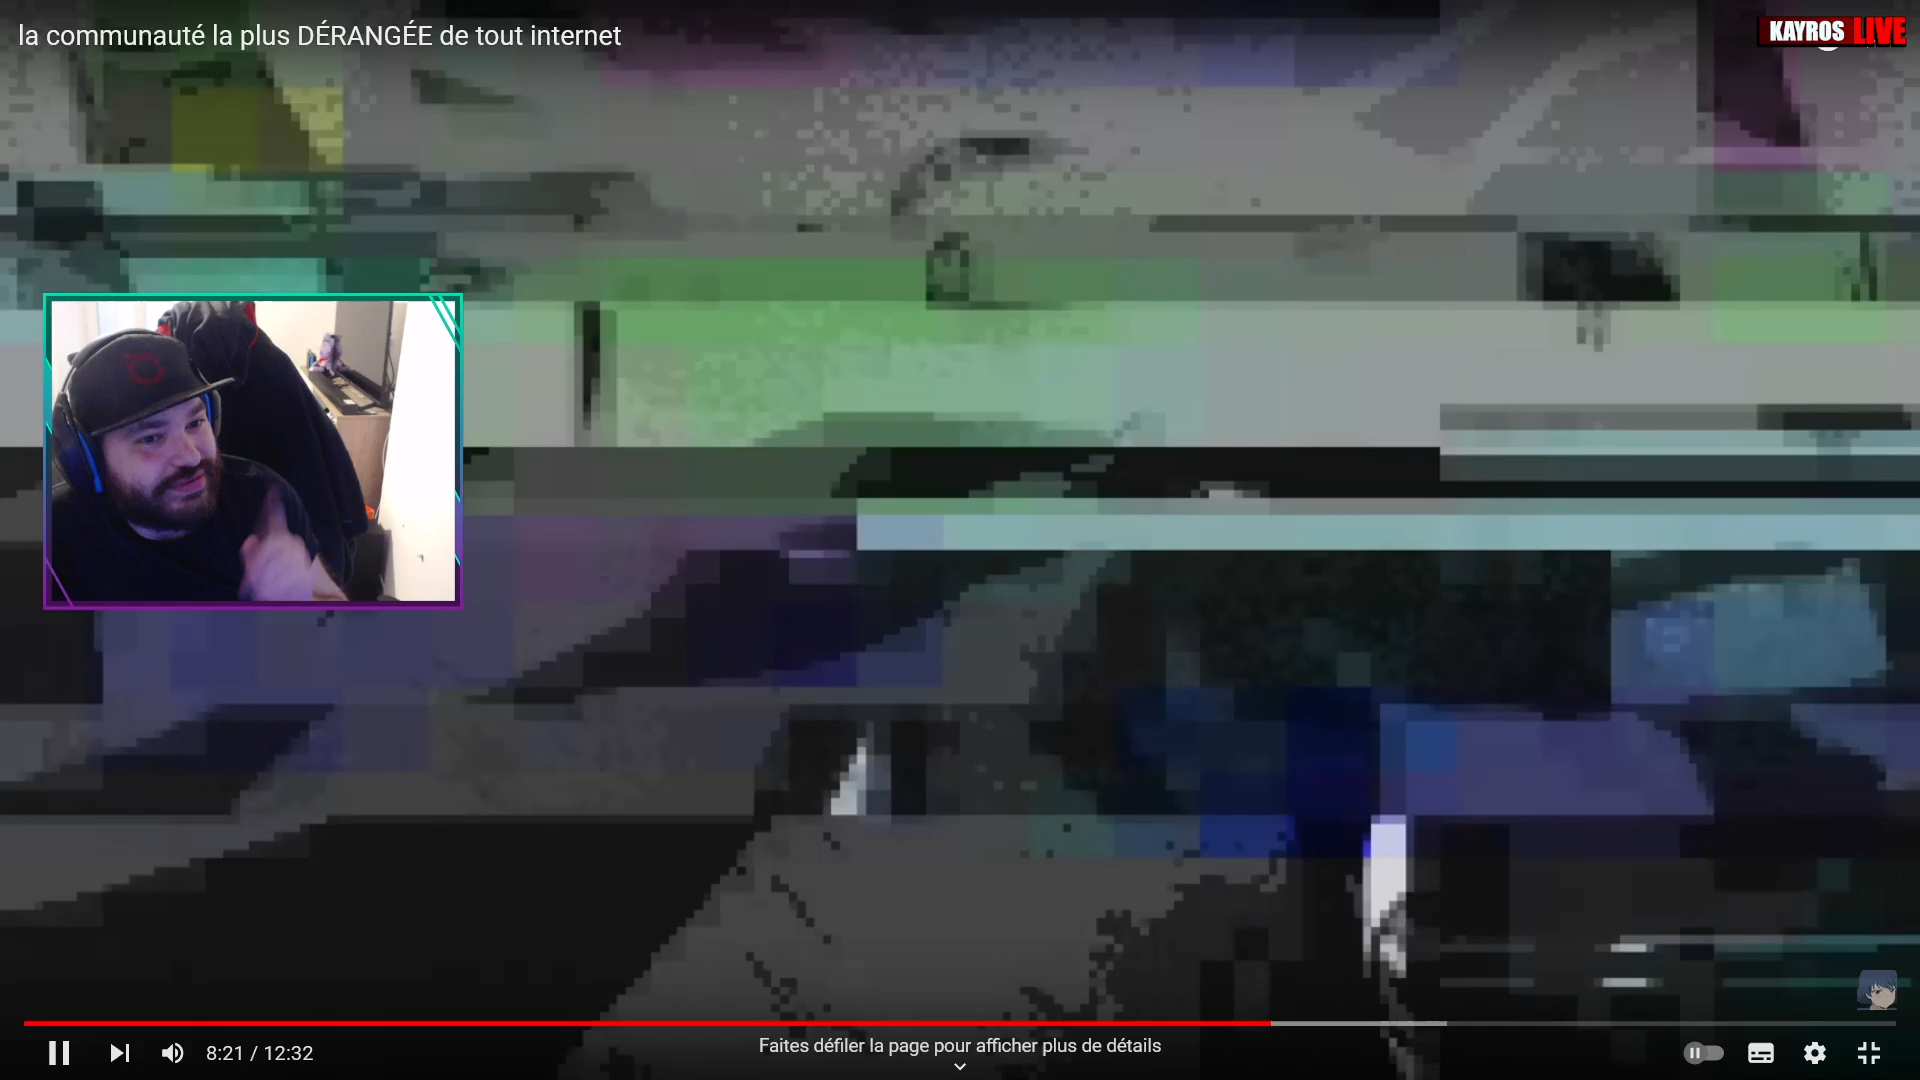 la communauté la plus DÉRANGÉE de tout internet
KAYROS LIVE
8:21 / 12:32
Faites défiler la page pour afficher plus de détails